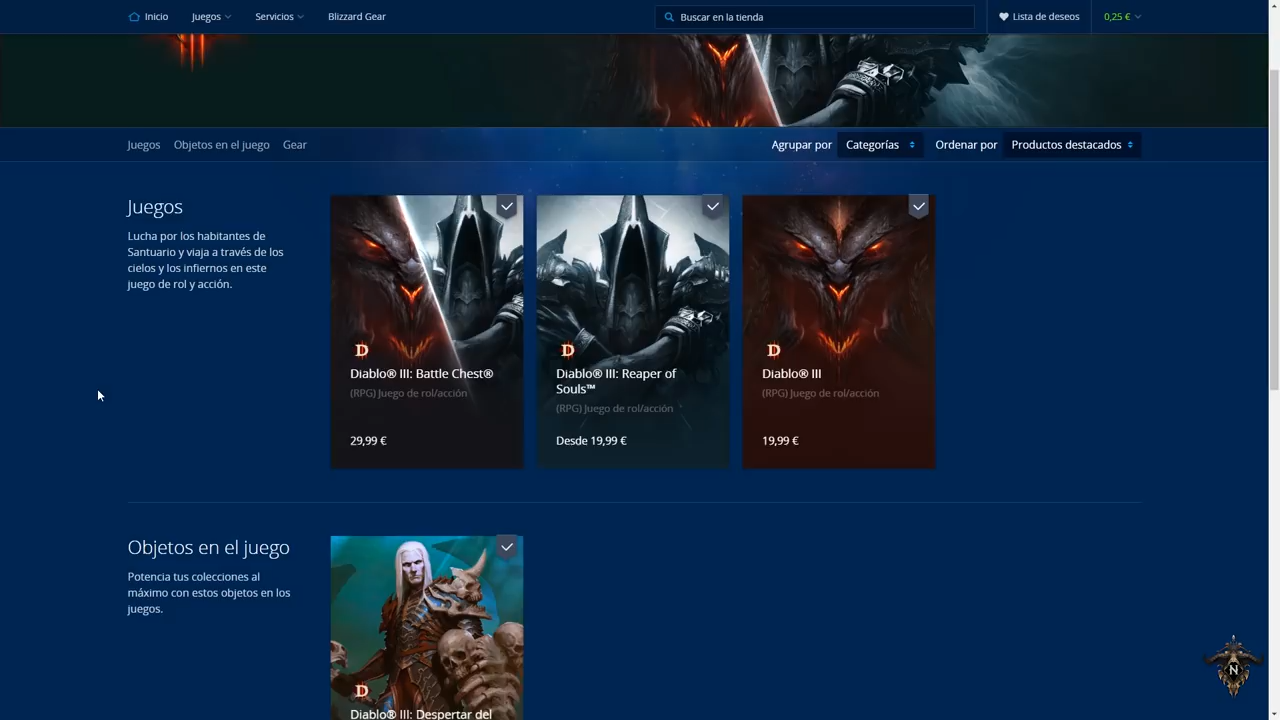 Inicio
Juegos
Servicios
Blizzard Gear
Buscar en la tienda
Lista de deseos
0,25 €
Juegos
Objetos en el juego
Gear
Agrupar por
Categorías
Ordenar por
Productos destacados
Juegos
Lucha por los habitantes de
Santuario y viaja a través de los
cielos y los infiernos en este
juego de rol y acción.
D
Diablo® III: Battle Chest®
(RPG) Juego de rol/acción
29,99 €
D
Diablo® III: Reaper of
Souls™
(RPG) Juego de rol/acción
Desde 19,99 €
D
Diablo® III
(RPG) Juego de rol/acción
19,99 €
Objetos en el juego
Potencia tus colecciones al
máximo con estos objetos en los
juegos.
D
Diablo® III: Despertar del
N